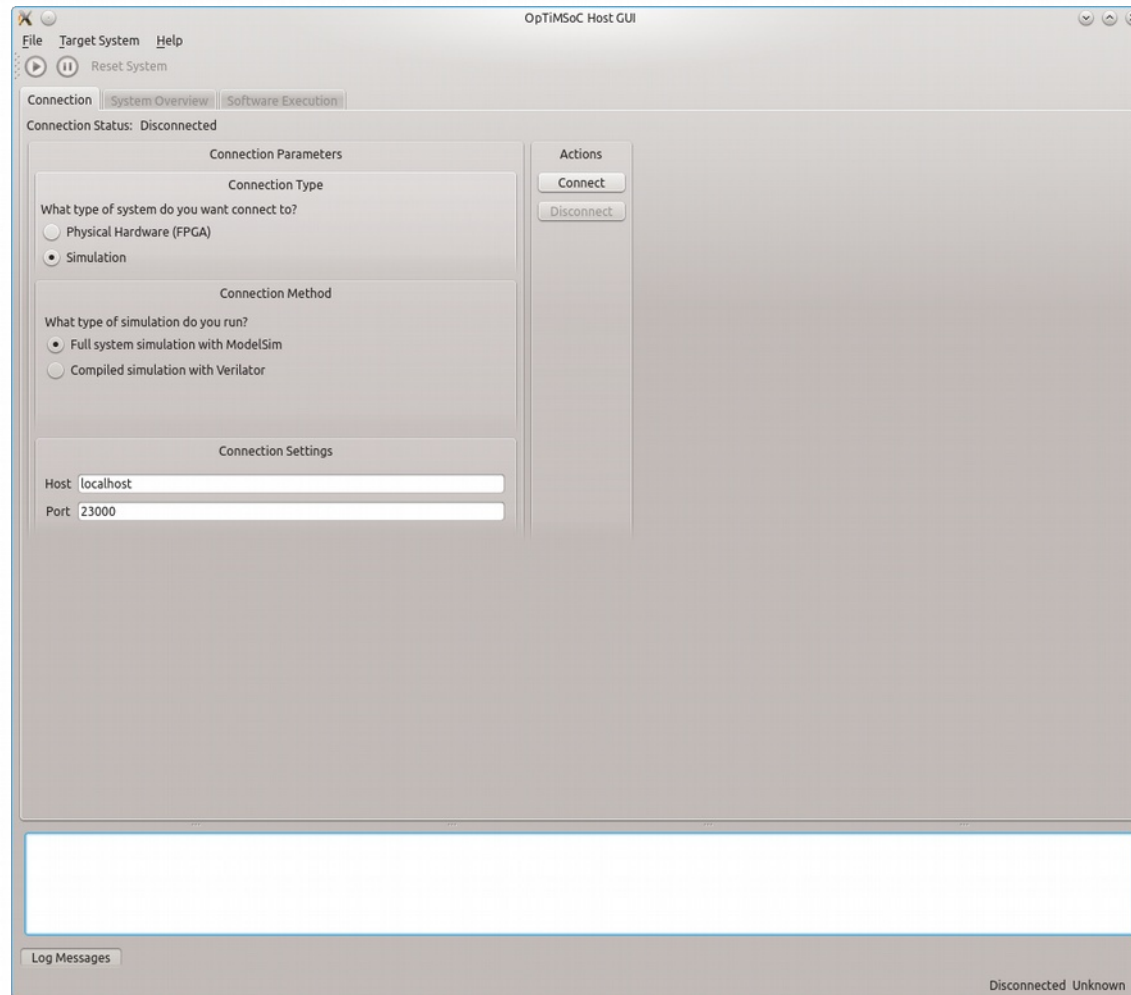 OpTiMSoC Host GUI
File Target System Help
Reset System
Connection System Overview Software Execution
Connection Status: Disconnected
Connection Parameters
Connection Type
What type of system do you want connect to?
Physical Hardware (FPGA)
Simulation
Connection Method
What type of simulation do you run?
Full system simulation with ModelSim
Compiled simulation with Verilator
Connection Settings
Host localhost
Port 23000
Actions
Connect
Disconnect
Log Messages
Disconnected Unknown